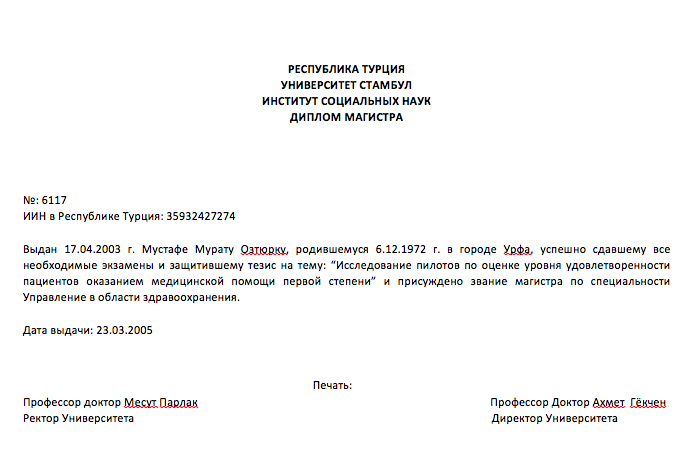 РЕСПУБЛИКА ТУРЦИЯ
УНИВЕРСИТЕТ СТАМБУЛ
ИНСТИТУТ СОЦИАЛЬНЫХ НАУК
ДИПЛОМ МАГИСТРА
№: 6117
ИИН в Республике Турция: 35932427274
Выдан 17.04.2003 г. Мустафе Мурату Озтюрку, родившемуся 6.12.1972 г. в городе Урфа, успешно сдавшему все
необходимые экзамены и защитившему тезис на тему: “Исследование пилотов по оценке уровня удовлетворенности
пациентов оказанием медицинской помощи первой степени” и присуждено звание магистра по специальности
Управление в области здравоохранения.
Дата выдачи: 23.03.2005
Печать:
Профессор доктор Месут Парлак Профессор Доктор Ахмет Гёкчен
Ректор Университета Директор Университета